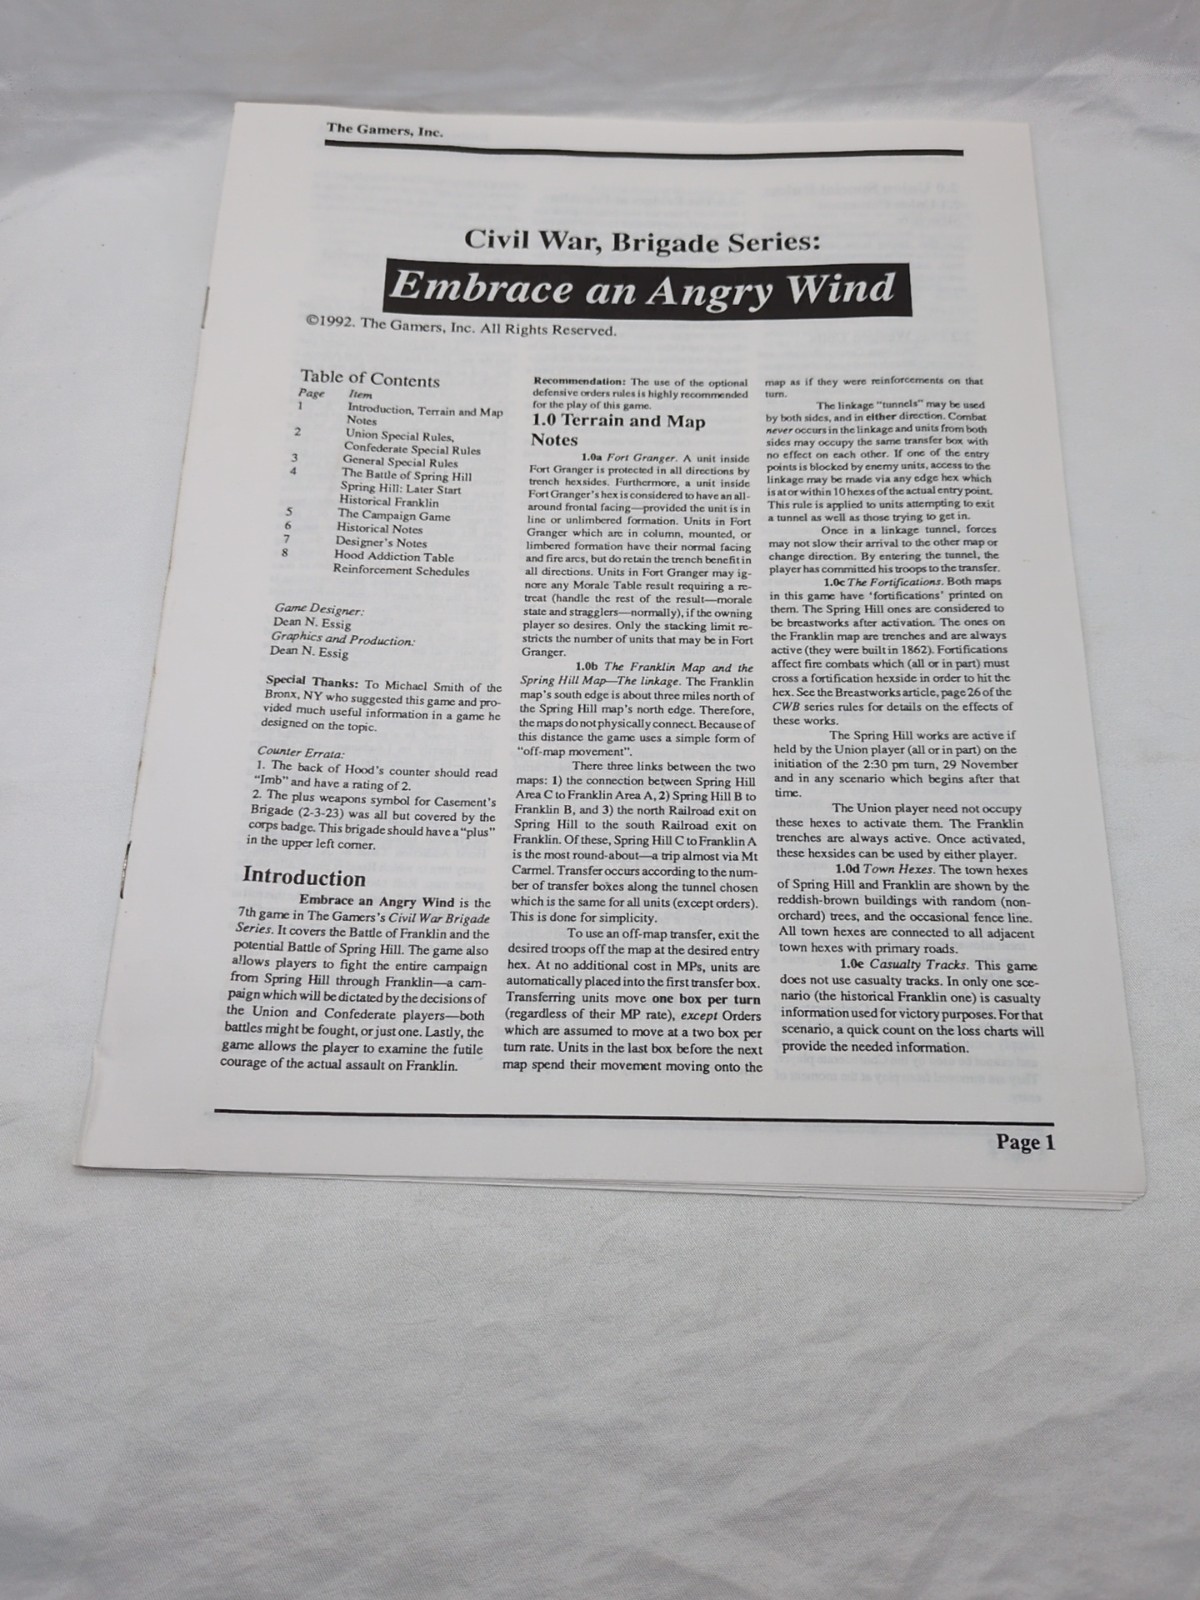 The Gamers, Inc.
Civil War, Brigade Series:
Embrace an Angry Wind
©1992. The Gamers, Inc. All Rights Reserved.
Table of Contents
Page Item
1 Introduction, Terrain and Map
Notes
2 Union Special Rules,
Confederate Special Rules
3 General Special Rules
4 The Battle of Spring Hill
Spring Hill: Later Start
Historical Franklin
5 The Campaign Game
6 Historical Notes
7 Designer's Notes
8 Hood Addiction Table
Reinforcement Schedules
Game Designer:
Dean N. Essig
Graphics and Production:
Dean N. Essig
Special Thanks: To Michael Smith of the
Bronx, NY who suggested this game and pro-
vided much useful information in a game he
designed on the topic.
Counter Errata:
1. The back of Hood's counter should read
"Imb" and have a rating of 2.
2. The plus weapons symbol for Casement's
Brigade (2-3-23) was all but covered by the
corps badge. This brigade should have a "plus"
in the upper left corner.
Introduction
Embrace an Angry Wind is the
7th game in The Gamers's Civil War Brigade
Series. It covers the Battle of Franklin and the
potential Battle of Spring Hill. The game also
allows players to fight the entire campaign
from Spring Hill through Franklin—a cam-
paign which will be dictated by the decisions of
the Union and Confederate players—both
battles might be fought, or just one. Lastly, the
game allows the player to examine the futile
courage of the actual assault on Franklin.
Recommendation: The use of the optional
defensive orders rules is highly recommended
for the play of this game.
1.0 Terrain and Map
Notes
1.0a Fort Granger. A unit inside
Fort Granger is protected in all directions by
trench hexsides. Furthermore, a unit inside
Fort Granger's hex is considered to have an all-
around frontal facing—provided the unit is in
line or unlimbered formation. Units in Fort
Granger which are in column, mounted, or
limbered formation have their normal facing
and fire arcs, but do retain the trench benefit in
all directions. Units in Fort Granger may ig-
nore any Morale Table result requiring a re-
treat (handle the rest of the result—morale
state and stragglers—normally), if the owning
player so desires. Only the stacking limit re-
stricts the number of units that may be in Fort
Granger.
1.0b The Franklin Map and the
Spring Hill Map—The linkage. The Franklin
map's south edge is about three miles north of
the Spring Hill map's north edge. Therefore,
the maps do not physically connect. Because of
this distance the game uses a simple form of
"off-map movement".
There three links between the two
maps: 1) the connection between Spring Hill
Area C to Franklin Area A, 2) Spring Hill B to
Franklin B, and 3) the north Railroad exit on
Spring Hill to the south Railroad exit on
Franklin. Of these, Spring Hill C to Franklin A
is the most round-about—a trip almost via Mt
Carmel. Transfer occurs according to the num-
ber of transfer boxes along the tunnel chosen
which is the same for all units (except orders).
This is done for simplicity.
To use an off-map transfer, exit the
desired troops off the map at the desired entry
hex. At no additional cost in MPs, units are
automatically placed into the first transfer box.
Transferring units move one box per turn
(regardless of their MP rate), except Orders
which are assumed to move at a two box per
turn rate. Units in the last box before the next
map spend their movement moving onto the
map as if they were reinforcements on that
turn.
The linkage "tunnels" may be used
by both sides, and in either direction. Combat
never occurs in the linkage and units from both
sides may occupy the same transfer box with
no effect on each other. If one of the entry
points is blocked by enemy units, access to the
linkage may be made via any edge hex which
is at or within 10 hexes of the actual entry point.
This rule is applied to units attempting to exit
a tunnel as well as those trying to get in.
Once in a linkage tunnel, forces
may not slow their arrival to the other map or
change direction. By entering the tunnel, the
player has committed his troops to the transfer.
1.0c The Fortifications. Both maps
in this game have 'fortifications' printed on
them. The Spring Hill ones are considered to
be breastworks after activation. The ones on
the Franklin map are trenches and are always
active (they were built in 1862). Fortifications
affect fire combats which (all or in part) must
cross a fortification hexside in order to hit the
hex. See the Breastworks article, page 26 of the
CWB series rules for details on the effects of
these works.
The Spring Hill works are active if
held by the Union player (all or in part) on the
initiation of the 2:30 pm turn, 29 November
and in any scenario which begins after that
time.
The Union player need not occupy
these hexes to activate them. The Franklin
trenches are always active. Once activated,
these hexsides can be used by either player.
1.0d Town Hexes. The town hexes
of Spring Hill and Franklin are shown by the
reddish-brown buildings with random (non-
orchard) trees, and the occasional fence line.
All town hexes are connected to all adjacent
town hexes with primary roads.
1.0e Casualty Tracks. This game
does not use casualty tracks. In only one sce-
nario (the historical Franklin one) is casualty
information used for victory purposes. For that
scenario, a quick count on the loss charts will
provide the needed information.
Page 1